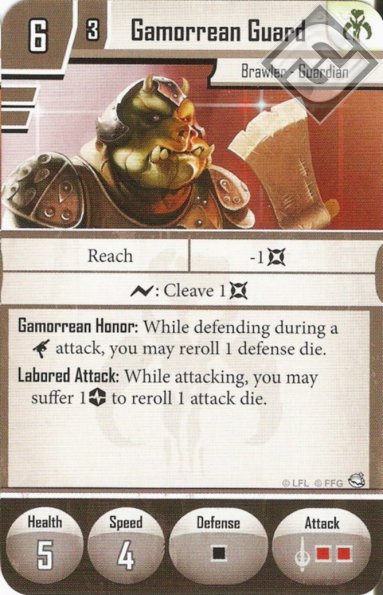 6
3
Gamorrean Guard
Brawler - Guardian
Reach
-1
: Cleave 1
Gamorrean Honor: While defending during a
attack, you may reroll 1 defense die.
Labored Attack: While attacking, you may
suffer 1 to reroll 1 attack die.
© LFL © FFG
Health
Speed
Defense
Attack
5
4